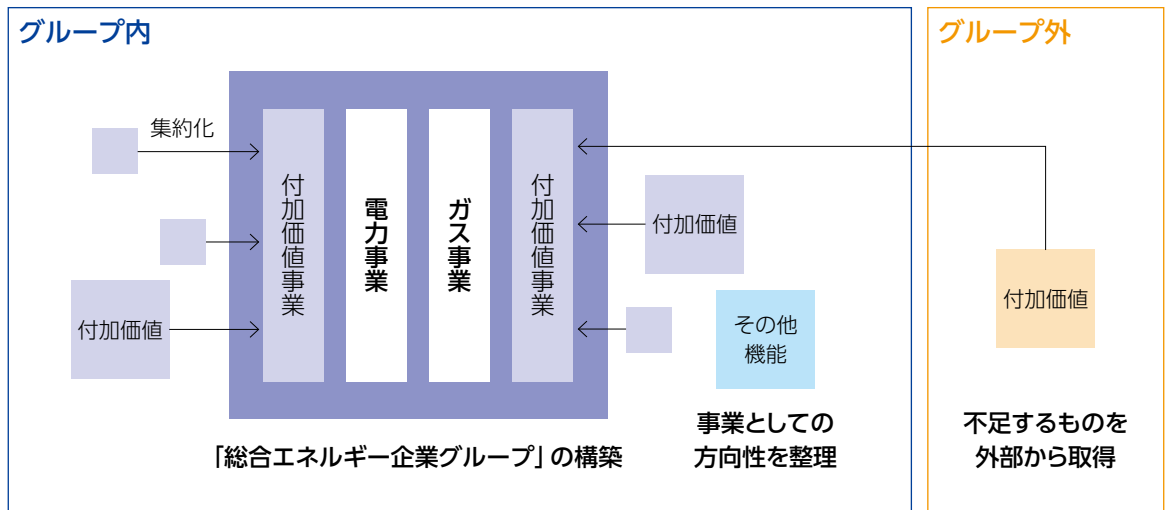 グループ内
グループ外
集約化
付加価値
付加価値事業
電力事業
ガス事業
付加価値事業
付加価値
その他
機能
付加価値
「総合エネルギー企業グループ」の構築
事業としての
方向性を整理
不足するものを
外部から取得